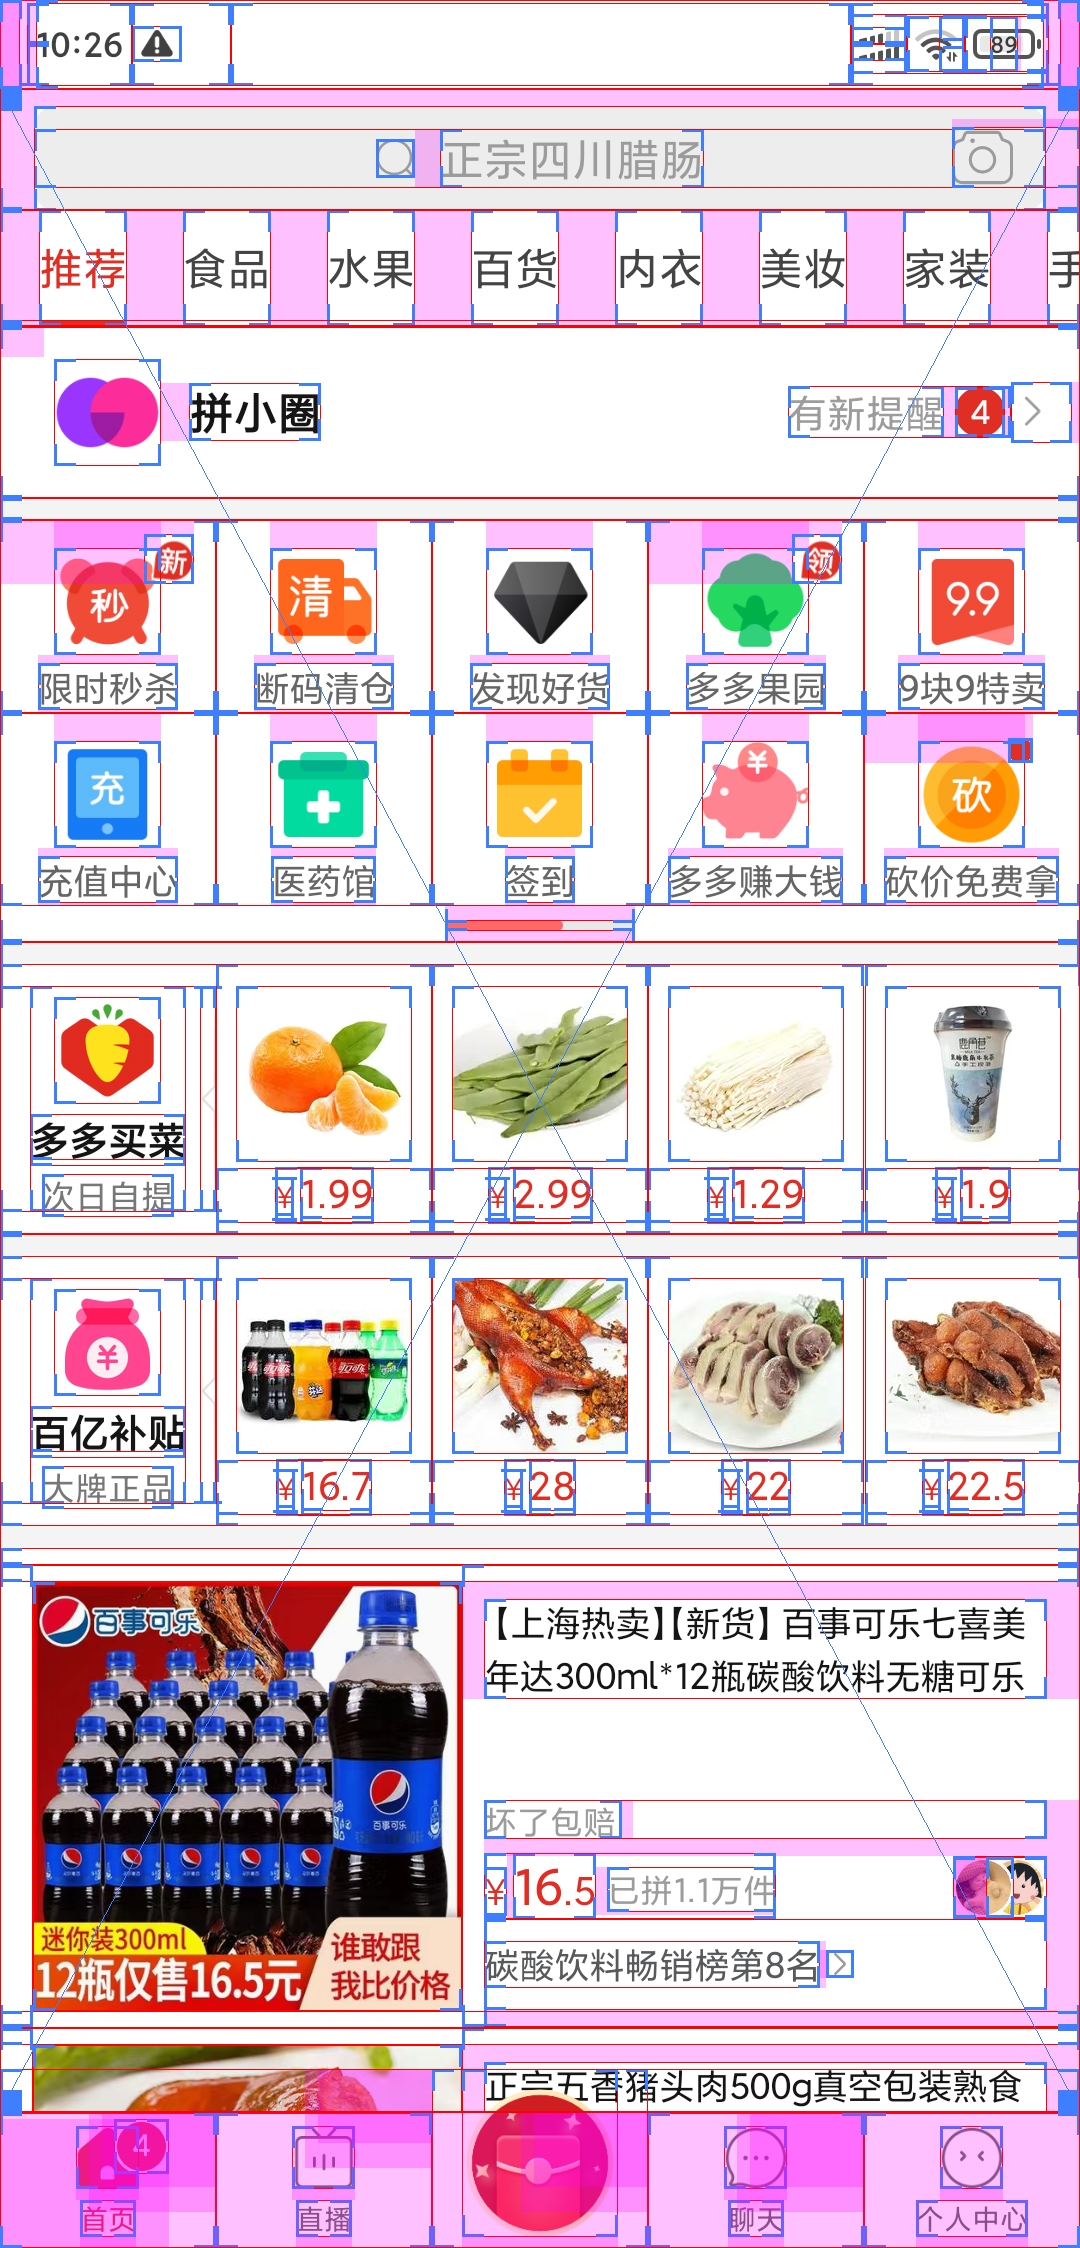 10:26
89
正宗四川腊肠
推荐 食品 水果 百货 内衣 美妆 家装 手
拼小圈
有新提醒 4
新
秒
清
领
9.9
限时秒杀 断码清仓 发现好货 多多果园 9块9特卖
充
¥
砍
充值中心 医药馆 签到 多多赚大钱 砍价免费拿
鹿角巷
多多买菜
次日自提
¥1.99 ¥2.99 ¥1.29 ¥1.9
¥
百亿补贴
大牌正品
¥16.7 ¥28 ¥22 ¥22.5
百事可乐
百事可乐
迷你装300ml
12瓶仅售16.5元
谁敢跟
我比价格
【上海热卖】【新货】百事可乐七喜美
年达300ml*12瓶碳酸饮料无糖可乐
坏了包赔
¥16.5 已拼1.1万件
碳酸饮料畅销榜第8名
正宗五香猪头肉500g真空包装熟食
4
首页 直播 聊天 个人中心